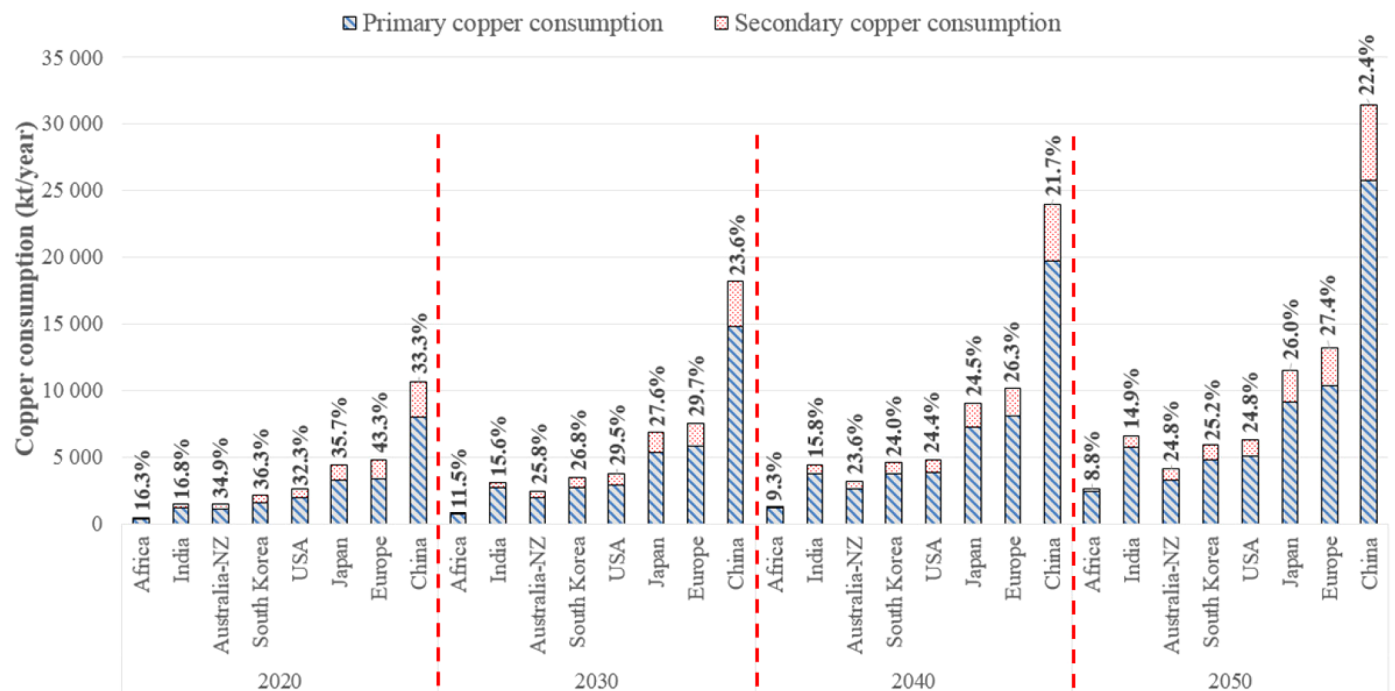 Primary copper consumption Secondary copper consumption
Copper consumption (kt/year)
35 000
30 000
25 000
20 000
15 000
10 000
5 000
0
16.3% 16.8% 34.9% 36.3% 32.3% 35.7% 43.3% 33.3% 11.5% 15.6% 25.8% 26.8% 29.5% 27.6% 29.7% 23.6% 9.3% 15.8% 23.6% 24.0% 24.4% 24.5% 26.3% 21.7% 8.8% 14.9% 24.8% 25.2% 24.8% 26.0% 27.4% 22.4%
Africa India Australia-NZ South Korea USA Japan Europe China Africa India Australia-NZ South Korea USA Japan Europe China Africa India Australia-NZ South Korea USA Japan Europe China Africa India Australia-NZ South Korea USA Japan Europe China
2020 2030 2040 2050